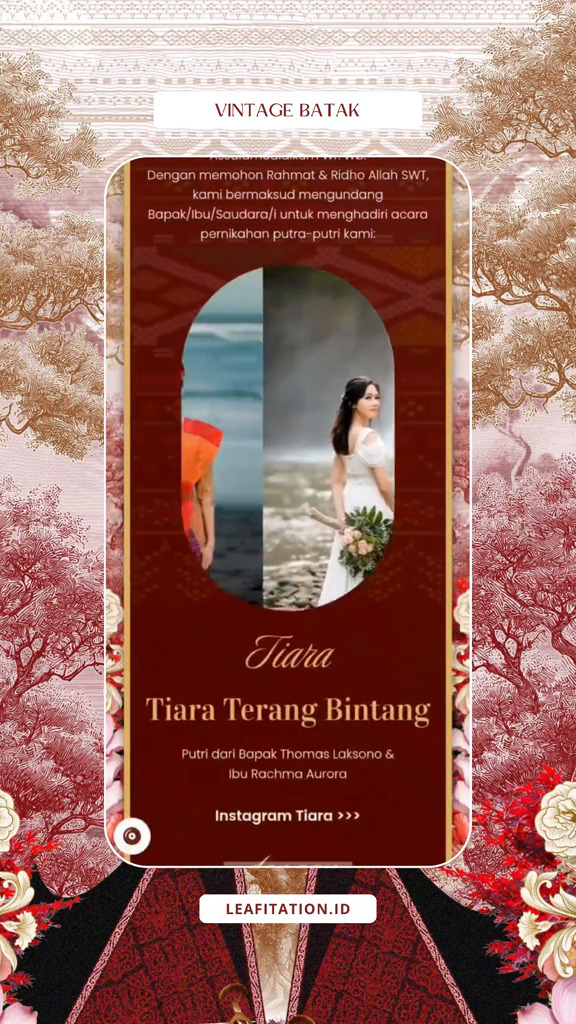 VINTAGE BATAK
Dengan memohon Rahmat & Ridho Allah SWT,
kami bermaksud mengundang
Bapak/Ibu/Saudara/i untuk menghadiri acara
pernikahan putra-putri kami:
Tiara
Tiara Terang Bintang
Putri dari Bapak Thomas Laksono &
Ibu Rachma Aurora
Instagram Tiara >>>
LEAFITATION.ID